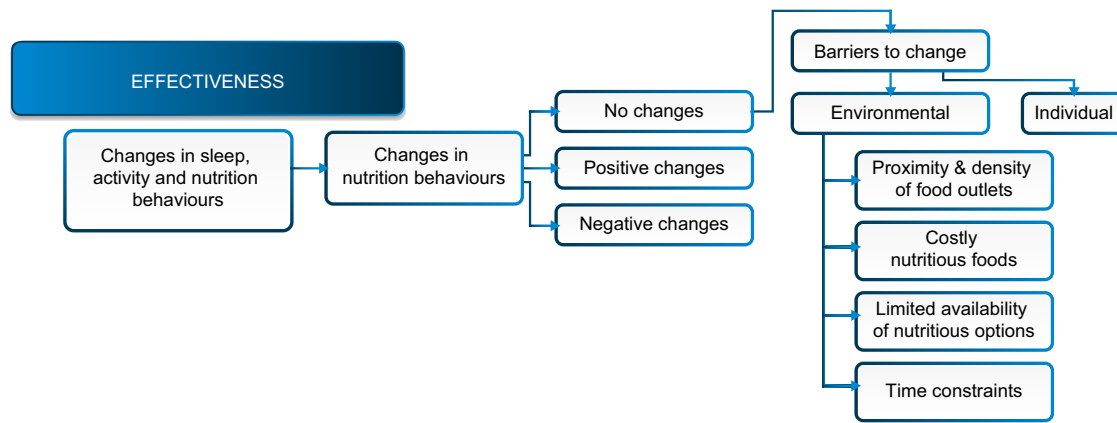 EFFECTIVENESS
Changes in sleep,
activity and nutrition
behaviours
Changes in
nutrition behaviours
No changes
Positive changes
Negative changes
Barriers to change
Environmental
Individual
Proximity & density
of food outlets
Costly
nutritious foods
Limited availability
of nutritious options
Time constraints